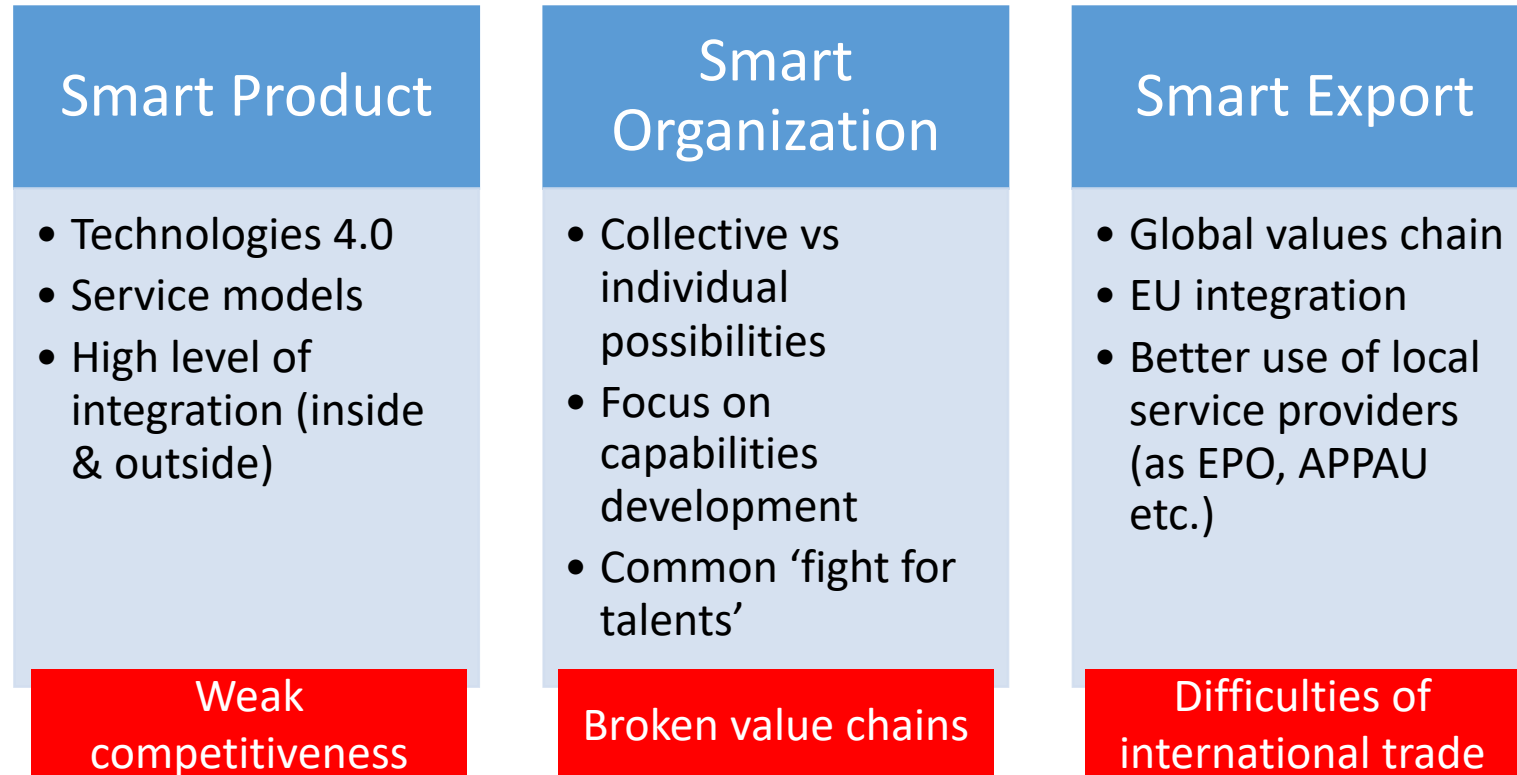 Smart Product
• Technologies 4.0
• Service models
• High level of
integration (inside
& outside)
Weak
competitiveness
Smart
Organization
• Collective vs
individual
possibilities
• Focus on
capabilities
development
• Common ‘fight for
talents’
Broken value chains
Smart Export
• Global values chain
• EU integration
• Better use of local
service providers
(as EPO, APPAU
etc.)
Difficulties of
international trade